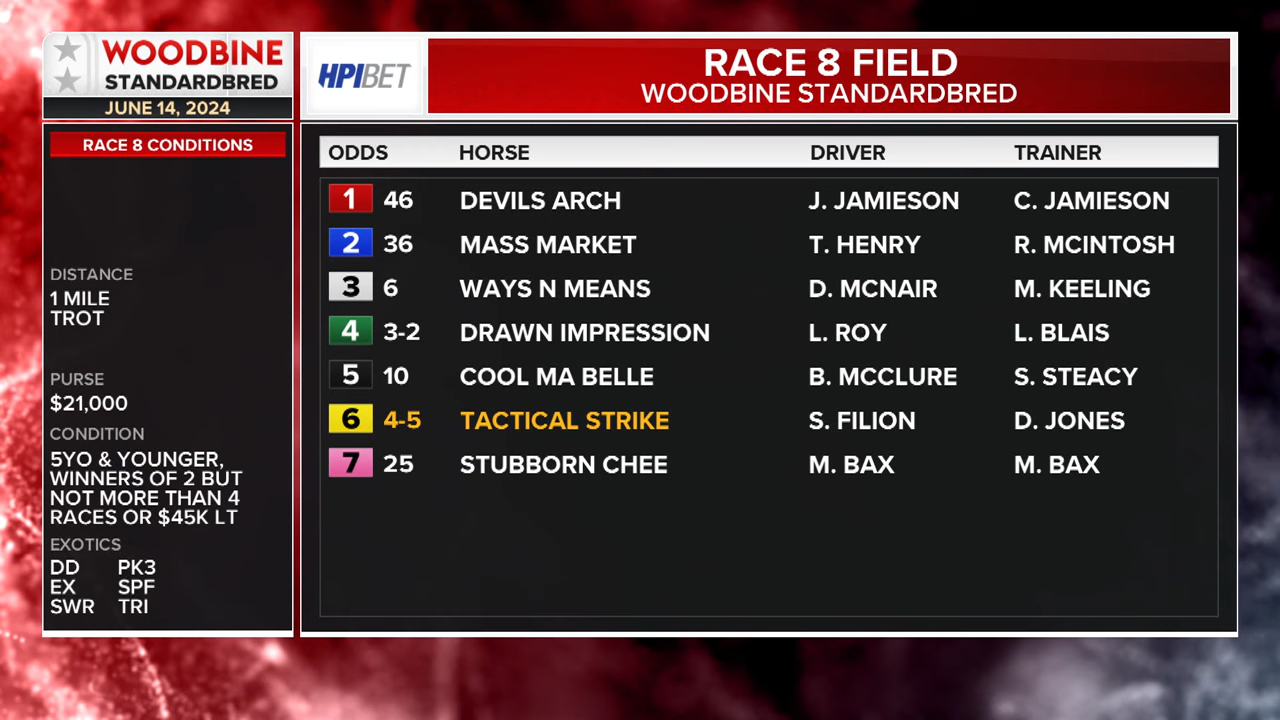 WOODBINE
STANDARDBRED
JUNE 14, 2024
HPIBET
RACE 8 FIELD
WOODBINE STANDARDBRED
RACE 8 CONDITIONS
DISTANCE
1 MILE
TROT
PURSE
$21,000
CONDITION
5YO & YOUNGER,
WINNERS OF 2 BUT
NOT MORE THAN 4
RACES OR $45K LT
EXOTICS
DD PK3
EX SPF
SWR TRI
ODDS HORSE DRIVER TRAINER
1 46 DEVILS ARCH J. JAMIESON C. JAMIESON
2 36 MASS MARKET T. HENRY R. MCINTOSH
3 6 WAYS N MEANS D. MCNAIR M. KEELING
4 3-2 DRAWN IMPRESSION L. ROY L. BLAIS
5 10 COOL MA BELLE B. MCCLURE S. STEACY
6 4-5 TACTICAL STRIKE S. FILION D. JONES
7 25 STUBBORN CHEE M. BAX M. BAX